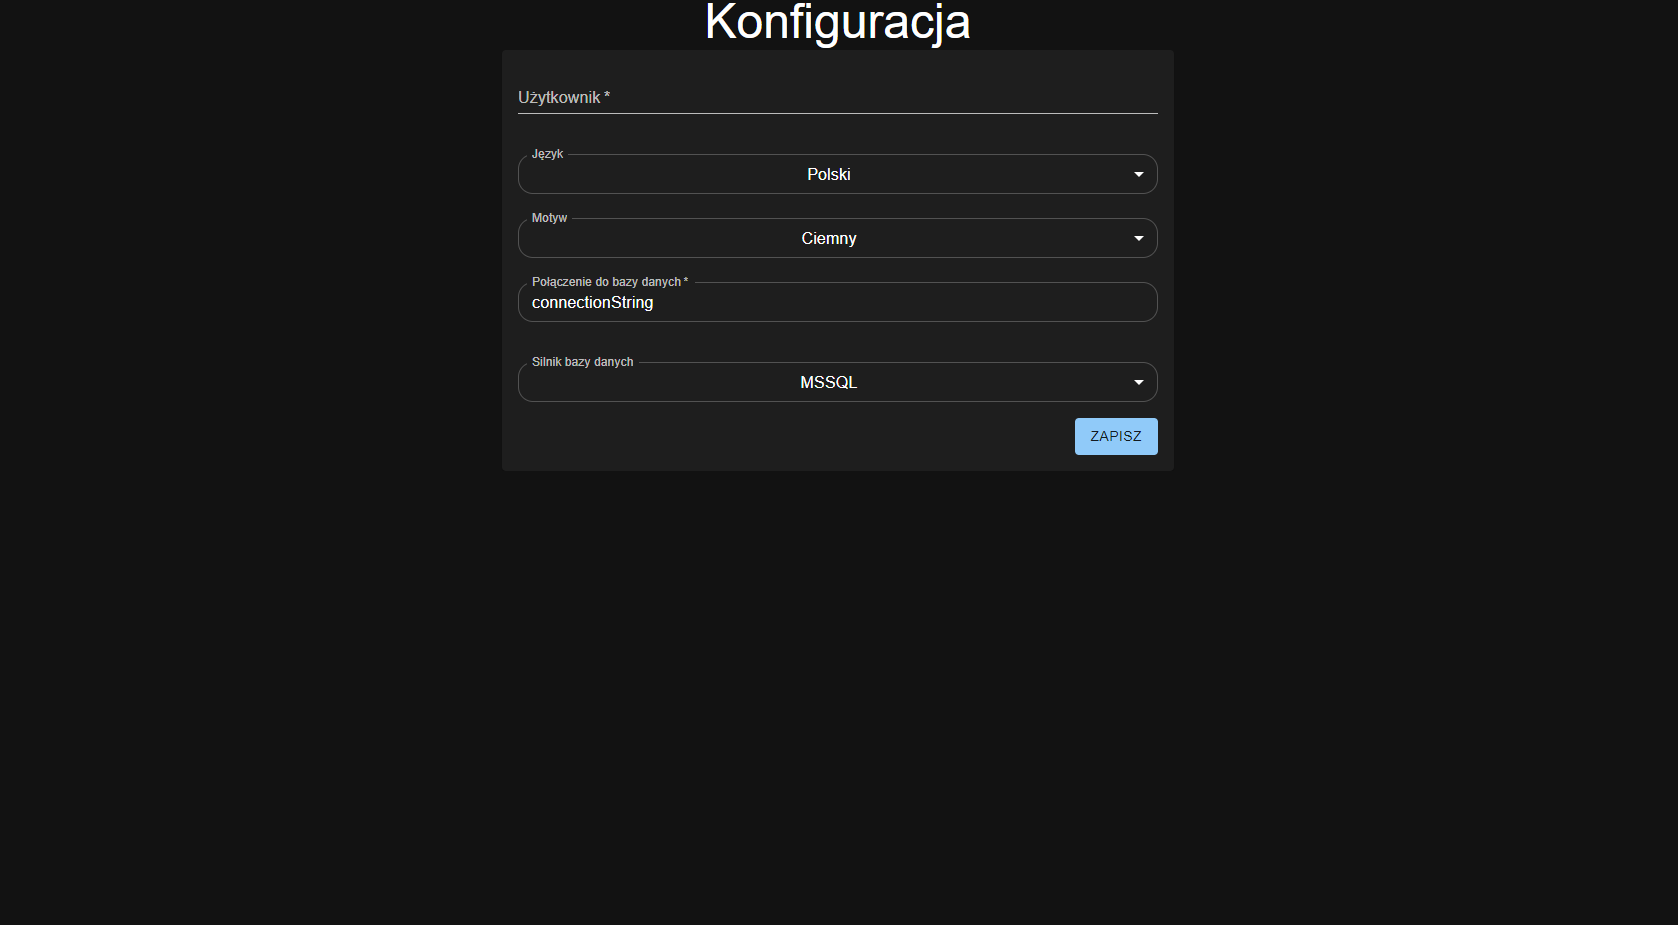 Konfiguracja
Użytkownik *
Język
Polski
Motyw
Ciemny
Połączenie do bazy danych *
connectionString
Silnik bazy danych
MSSQL
ZAPISZ